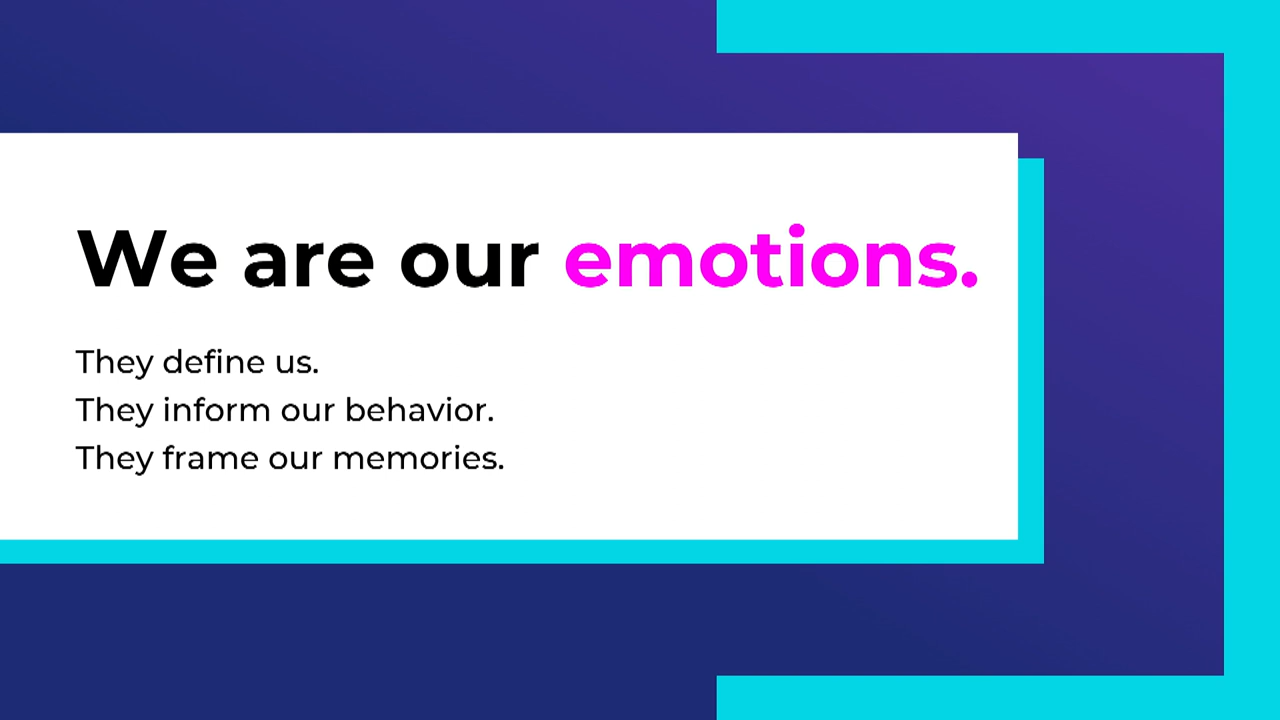 We are our emotions.
They define us.
They inform our behavior.
They frame our memories.